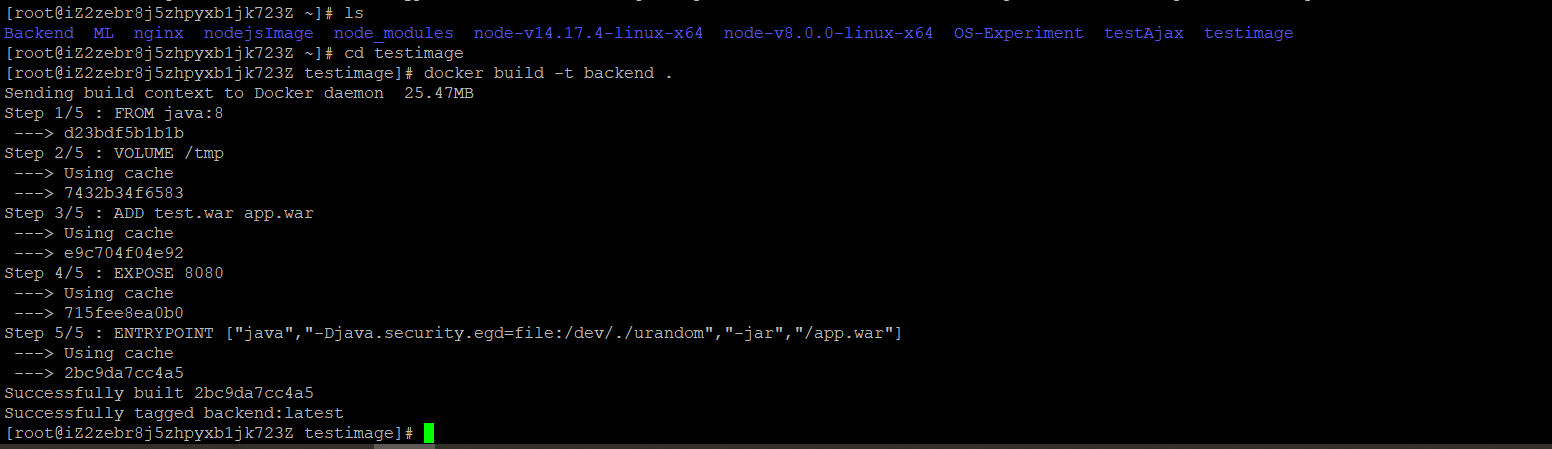 [root@iZ2zebr8j5zhpyxb1jk723Z ~]# ls
Backend  ML  nginx  nodejsImage  node_modules  node-v14.17.4-linux-x64  node-v8.0.0-linux-x64  OS-Experiment  testAjax  testimage
[root@iZ2zebr8j5zhpyxb1jk723Z ~]# cd testimage
[root@iZ2zebr8j5zhpyxb1jk723Z testimage]# docker build -t backend .
Sending build context to Docker daemon  25.47MB
Step 1/5 : FROM java:8
 ---> d23bdf5b1b1b
Step 2/5 : VOLUME /tmp
 ---> Using cache
 ---> 7432b34f6583
Step 3/5 : ADD test.war app.war
 ---> Using cache
 ---> e9c704f04e92
Step 4/5 : EXPOSE 8080
 ---> Using cache
 ---> 715fee8ea0b0
Step 5/5 : ENTRYPOINT ["java","-Djava.security.egd=file:/dev/./urandom","-jar","/app.war"]
 ---> Using cache
 ---> 2bc9da7cc4a5
Successfully built 2bc9da7cc4a5
Successfully tagged backend:latest
[root@iZ2zebr8j5zhpyxb1jk723Z testimage]#